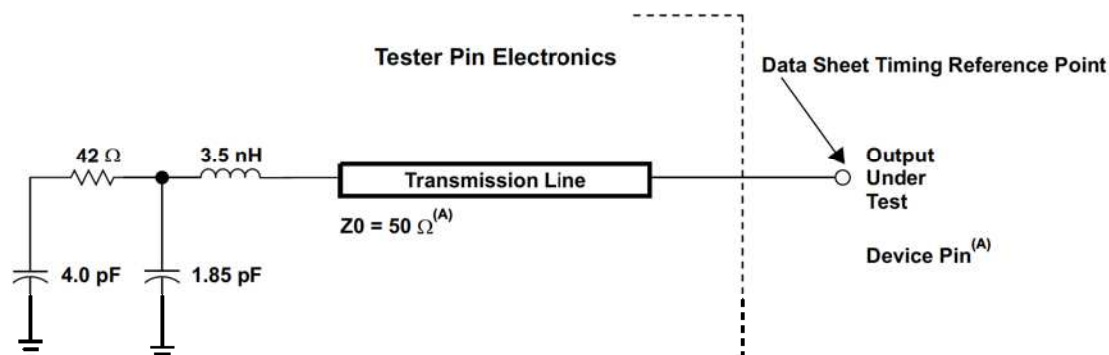 Tester Pin Electronics
Data Sheet Timing Reference Point
42 Ω
3.5 nH
Transmission Line
Output
Under
Test
Z0 = 50 Ω(A)
Device Pin(A)
4.0 pF
1.85 pF